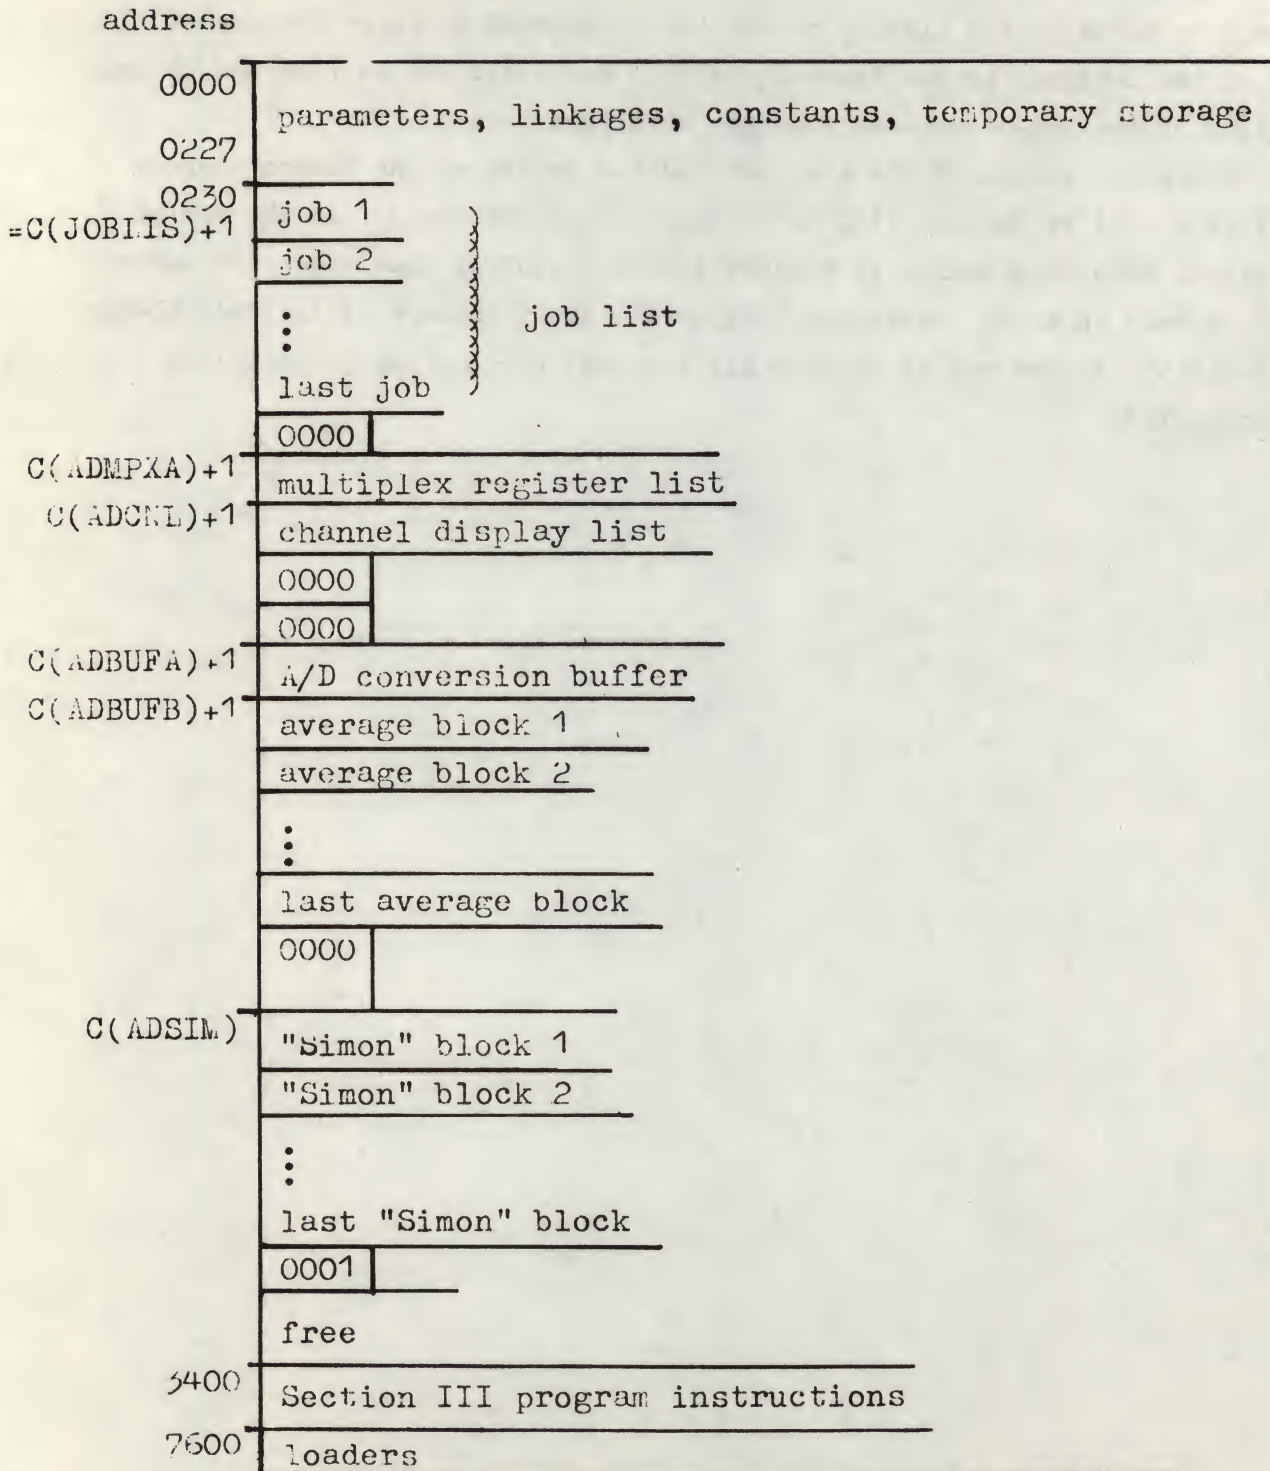 address
0000
parameters, linkages, constants, temporary storage
0227
0230
=C(JOBLIS)+1
job 1
job 2
job list
last job
0000
C(ADMPXA)+1
multiplex register list
C(ADCNL)+1
channel display list
0000
0000
C(ADBUFA)+1
A/D conversion buffer
C(ADBUFB)+1
average block 1
average block 2
last average block
0000
C(ADSIM)
"Simon" block 1
"Simon" block 2
last "Simon" block
0001
free
Section III program instructions
7600
loaders